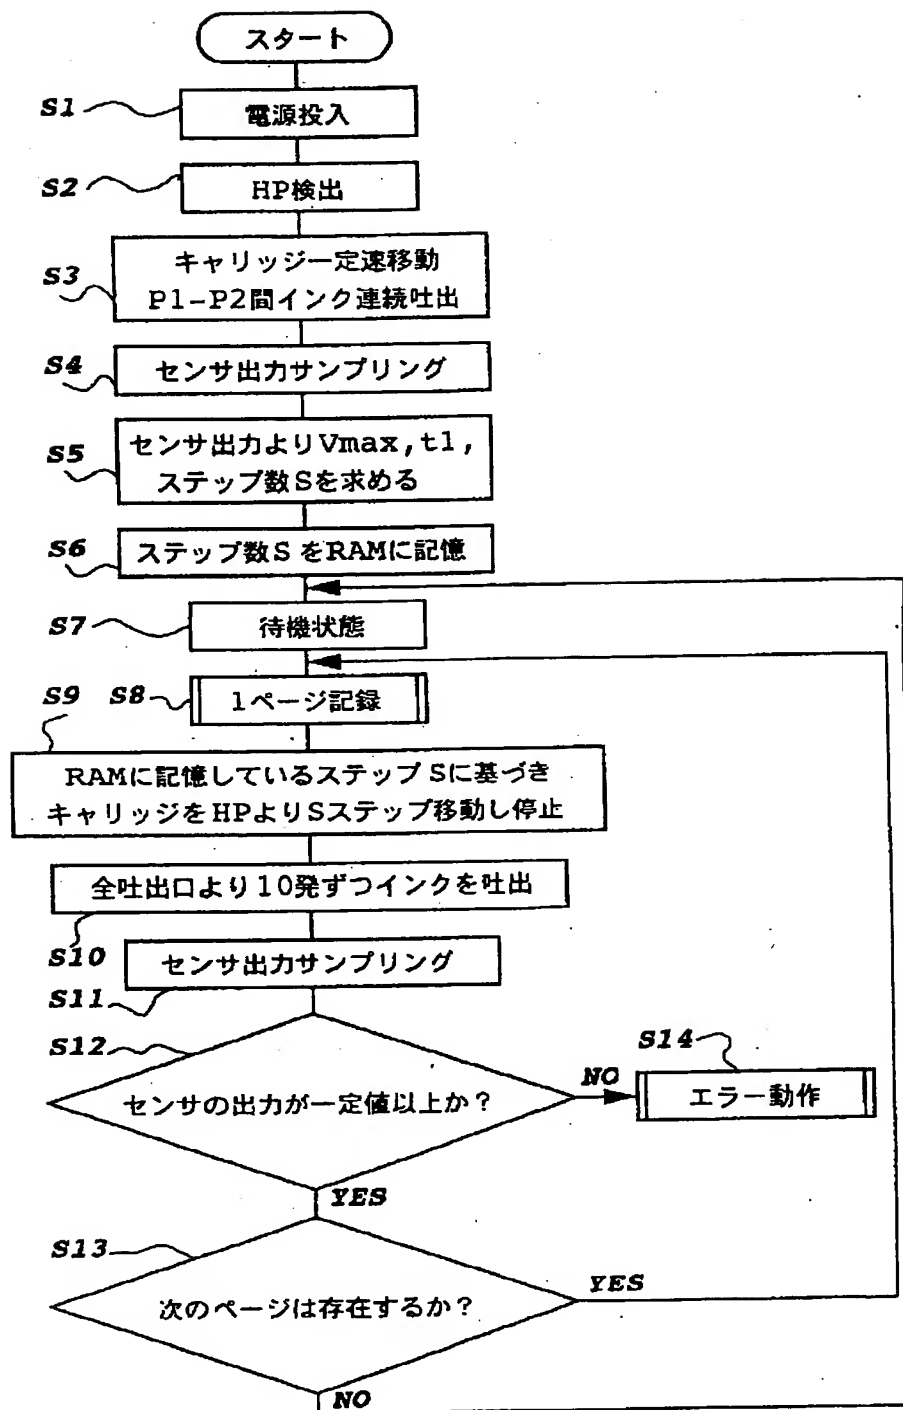 スタート
S1
電源投入
S2
HP検出
S3
キャリッジ一定速移動
P1-P2間インク連続吐出
S4
センサ出力サンプリング
S5
センサ出力よりVmax,t1,
ステップ数Sを求める
S6
ステップ数SをRAMに記憶
S7
待機状態
S9
S8
1ページ記録
RAMに記憶しているステップSに基づき
キャリッジをHPよりSステップ移動し停止
全吐出口より10発ずつインクを吐出
S10
センサ出力サンプリング
S11
S12
センサの出力が一定値以上か?
NO
S14
エラー動作
YES
S13
次のページは存在するか?
YES
NO